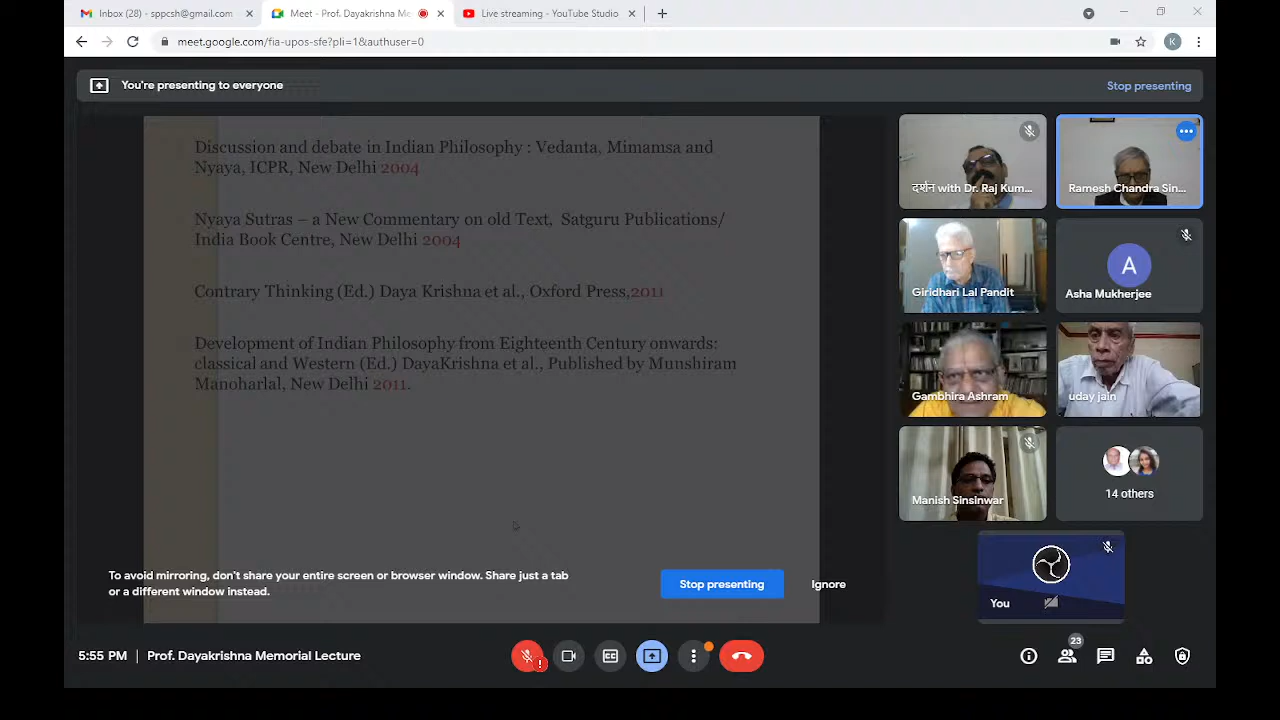 Inbox (28) - sppcsh@gmail.com
Meet - Prof. Dayakrishna Me
Live streaming - YouTube Studio
meet.google.com/fia-upos-sfe?pli=1&authuser=0
K
You're presenting to everyone
Stop presenting
Discussion and debate in Indian Philosophy : Vedanta, Mimamsa and
Nyaya, ICPR, New Delhi 2004
Nyaya Sutras – a New Commentary on old Text, Satguru Publications/
India Book Centre, New Delhi 2004
Contrary Thinking (Ed.) Daya Krishna et al., Oxford Press,2011
Development of Indian Philosophy from Eighteenth Century onwards:
classical and Western (Ed.) DayaKrishna et al., Published by Munshiram
Manoharlal, New Delhi 2011.
दर्शन with Dr. Raj Kum...
Ramesh Chandra Sin...
Giridhari Lal Pandit
A
Asha Mukherjee
Gambhira Ashram
uday jain
Manish Sinsinwar
14 others
You
To avoid mirroring, don't share your entire screen or browser window. Share just a tab
or a different window instead.
Stop presenting
Ignore
5:55 PM | Prof. Dayakrishna Memorial Lecture
CC
23